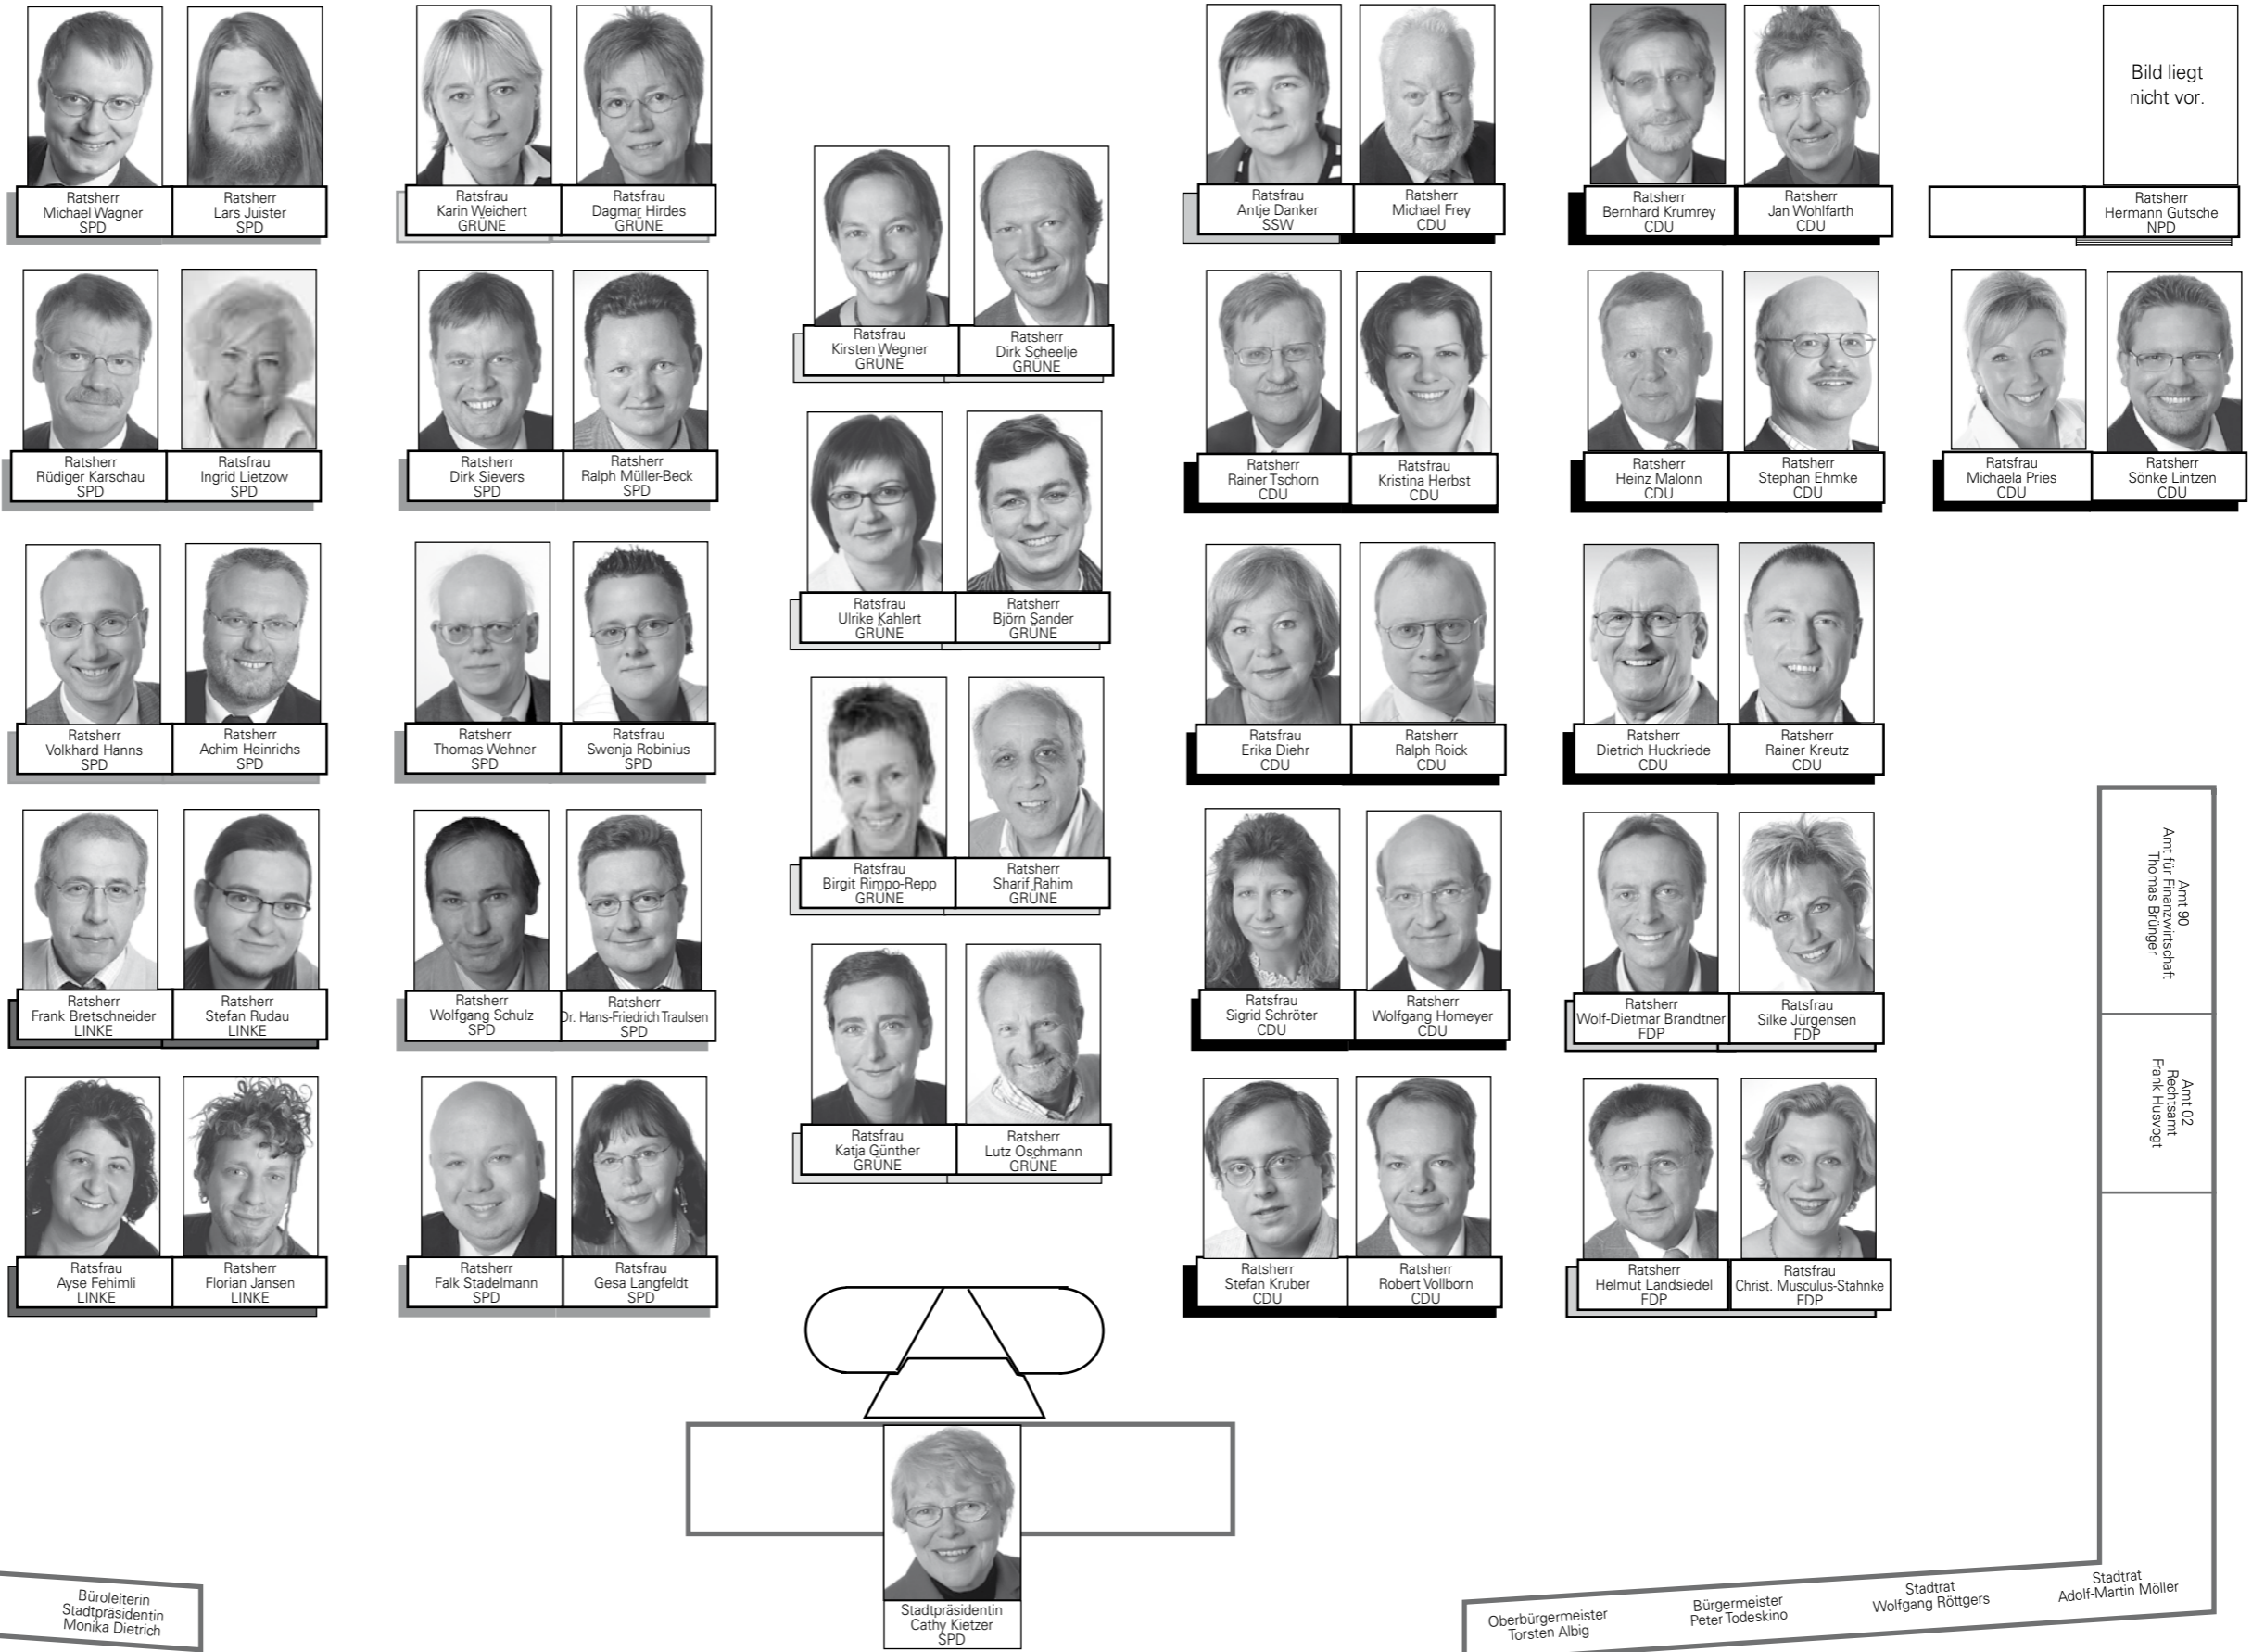 Bild liegt
nicht vor.
Ratsherr
Michael Wagner
SPD
Ratsherr
Lars Juister
SPD
Ratsfrau
Karin Weichert
GRÜNE
Ratsfrau
Dagmar Hirdes
GRÜNE
Ratsfrau
Antje Danker
SSW
Ratsherr
Michael Frey
CDU
Ratsherr
Bernhard Krumrey
CDU
Ratsherr
Jan Wohlfarth
CDU
Ratsherr
Hermann Gutsche
NPD
Ratsfrau
Kirsten Wegner
GRÜNE
Ratsherr
Dirk Scheelje
GRÜNE
Ratsherr
Rüdiger Karschau
SPD
Ratsfrau
Ingrid Lietzow
SPD
Ratsherr
Dirk Sievers
SPD
Ratsherr
Ralph Müller-Beck
SPD
Ratsherr
Rainer Tschorn
CDU
Ratsfrau
Kristina Herbst
CDU
Ratsherr
Heinz Malonn
CDU
Ratsherr
Stephan Ehmke
CDU
Ratsfrau
Michaela Pries
CDU
Ratsherr
Sönke Lintzen
CDU
Ratsfrau
Ulrike Kahlert
GRÜNE
Ratsherr
Björn Sander
GRÜNE
Ratsherr
Volkhard Hanns
SPD
Ratsherr
Achim Heinrichs
SPD
Ratsherr
Thomas Wehner
SPD
Ratsfrau
Swenja Robinius
SPD
Ratsfrau
Erika Diehr
CDU
Ratsherr
Ralph Roick
CDU
Ratsherr
Dietrich Huckriede
CDU
Ratsherr
Rainer Kreutz
CDU
Ratsfrau
Birgit Rimpo-Repp
GRÜNE
Ratsherr
Sharif Rahim
GRÜNE
Amt 90
Amt für Finanzwirtschaft
Thomas Brünger
Ratsherr
Frank Bretschneider
LINKE
Ratsherr
Stefan Rudau
LINKE
Ratsherr
Wolfgang Schulz
SPD
Ratsherr
Dr. Hans-Friedrich Traulsen
SPD
Ratsfrau
Sigrid Schröter
CDU
Ratsherr
Wolfgang Homeyer
CDU
Ratsherr
Wolf-Dietmar Brandtner
FDP
Ratsfrau
Silke Jürgensen
FDP
Amt 02
Rechtsamt
Frank Husvogt
Ratsfrau
Katja Günther
GRÜNE
Ratsherr
Lutz Oschmann
GRÜNE
Ratsfrau
Ayse Fehimli
LINKE
Ratsherr
Florian Jansen
LINKE
Ratsherr
Falk Stadelmann
SPD
Ratsfrau
Gesa Langfeldt
SPD
Ratsherr
Stefan Kruber
CDU
Ratsherr
Robert Vollborn
CDU
Ratsherr
Helmut Landsiedel
FDP
Ratsfrau
Christ. Musculus-Stahnke
FDP
Büroleiterin
Stadtpräsidentin
Monika Dietrich
Stadtpräsidentin
Cathy Kietzer
SPD
Oberbürgermeister
Torsten Albig
Bürgermeister
Peter Todeskino
Stadtrat
Wolfgang Röttgers
Stadtrat
Adolf-Martin Möller